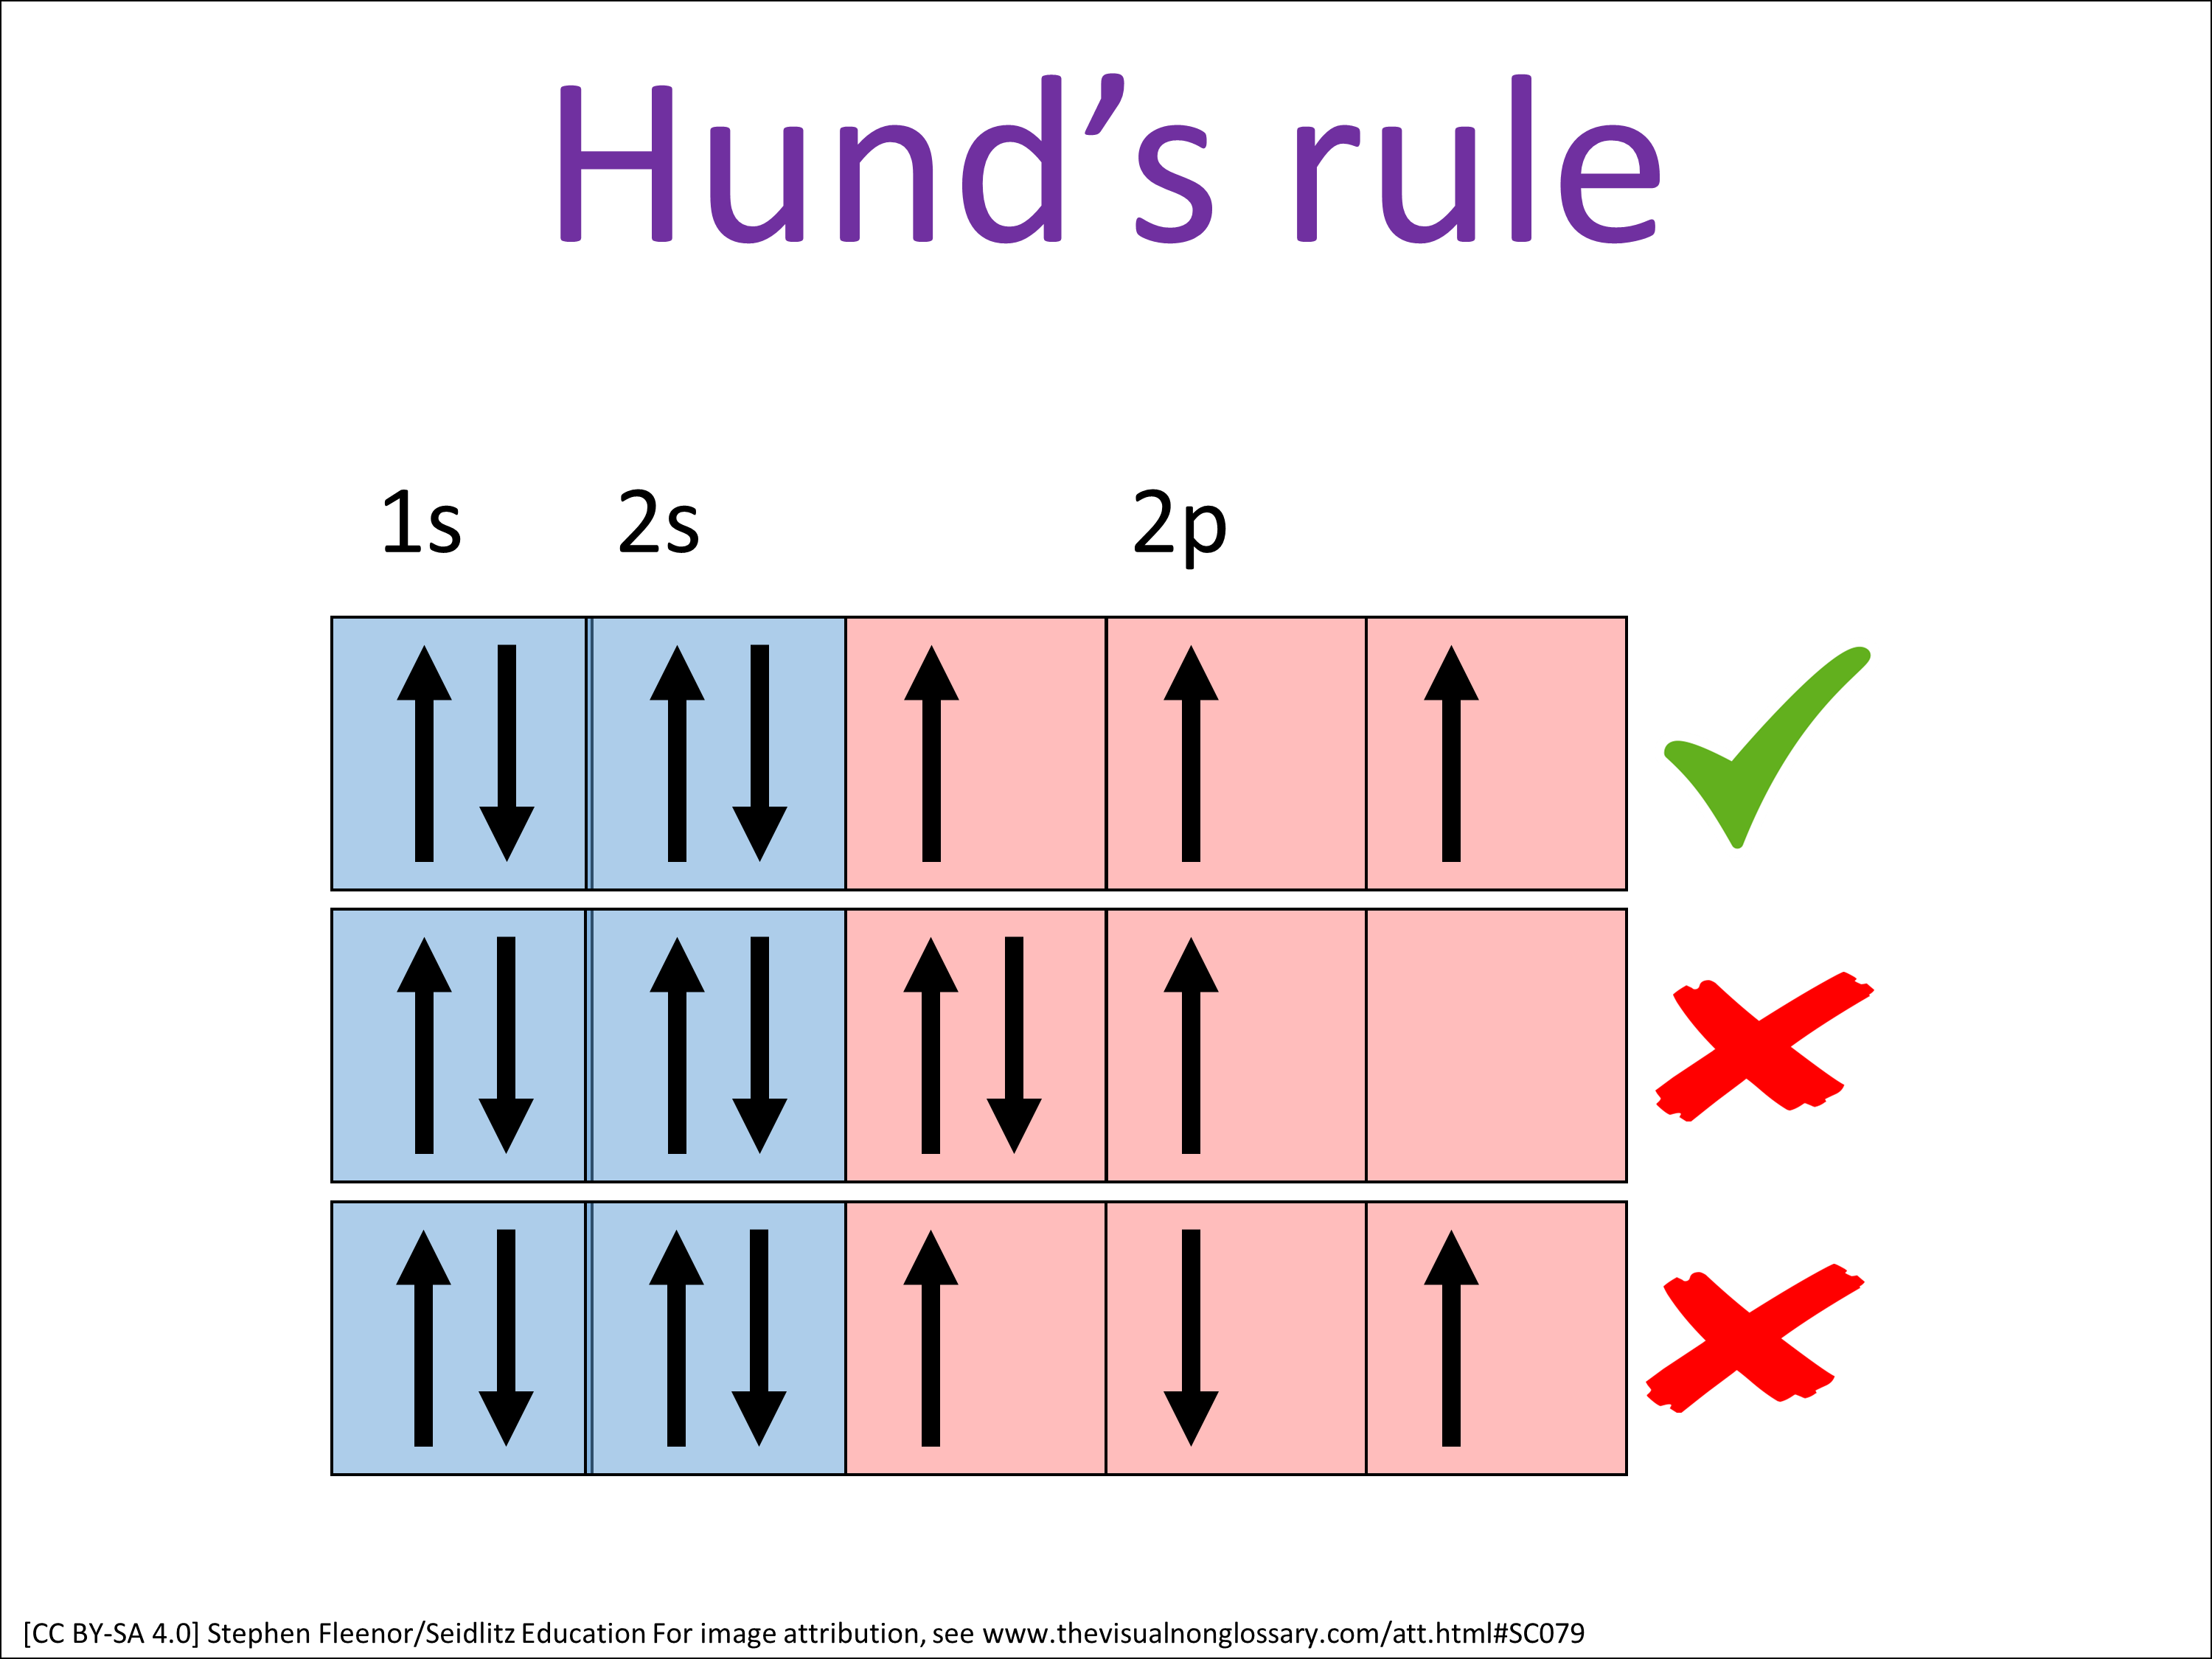 Hund’s rule
1s 2s 2p
[CC BY-SA 4.0] Stephen Fleenor/Seidlitz Education For image attribution, see www.thevisualnonglossary.com/att.html#SC079